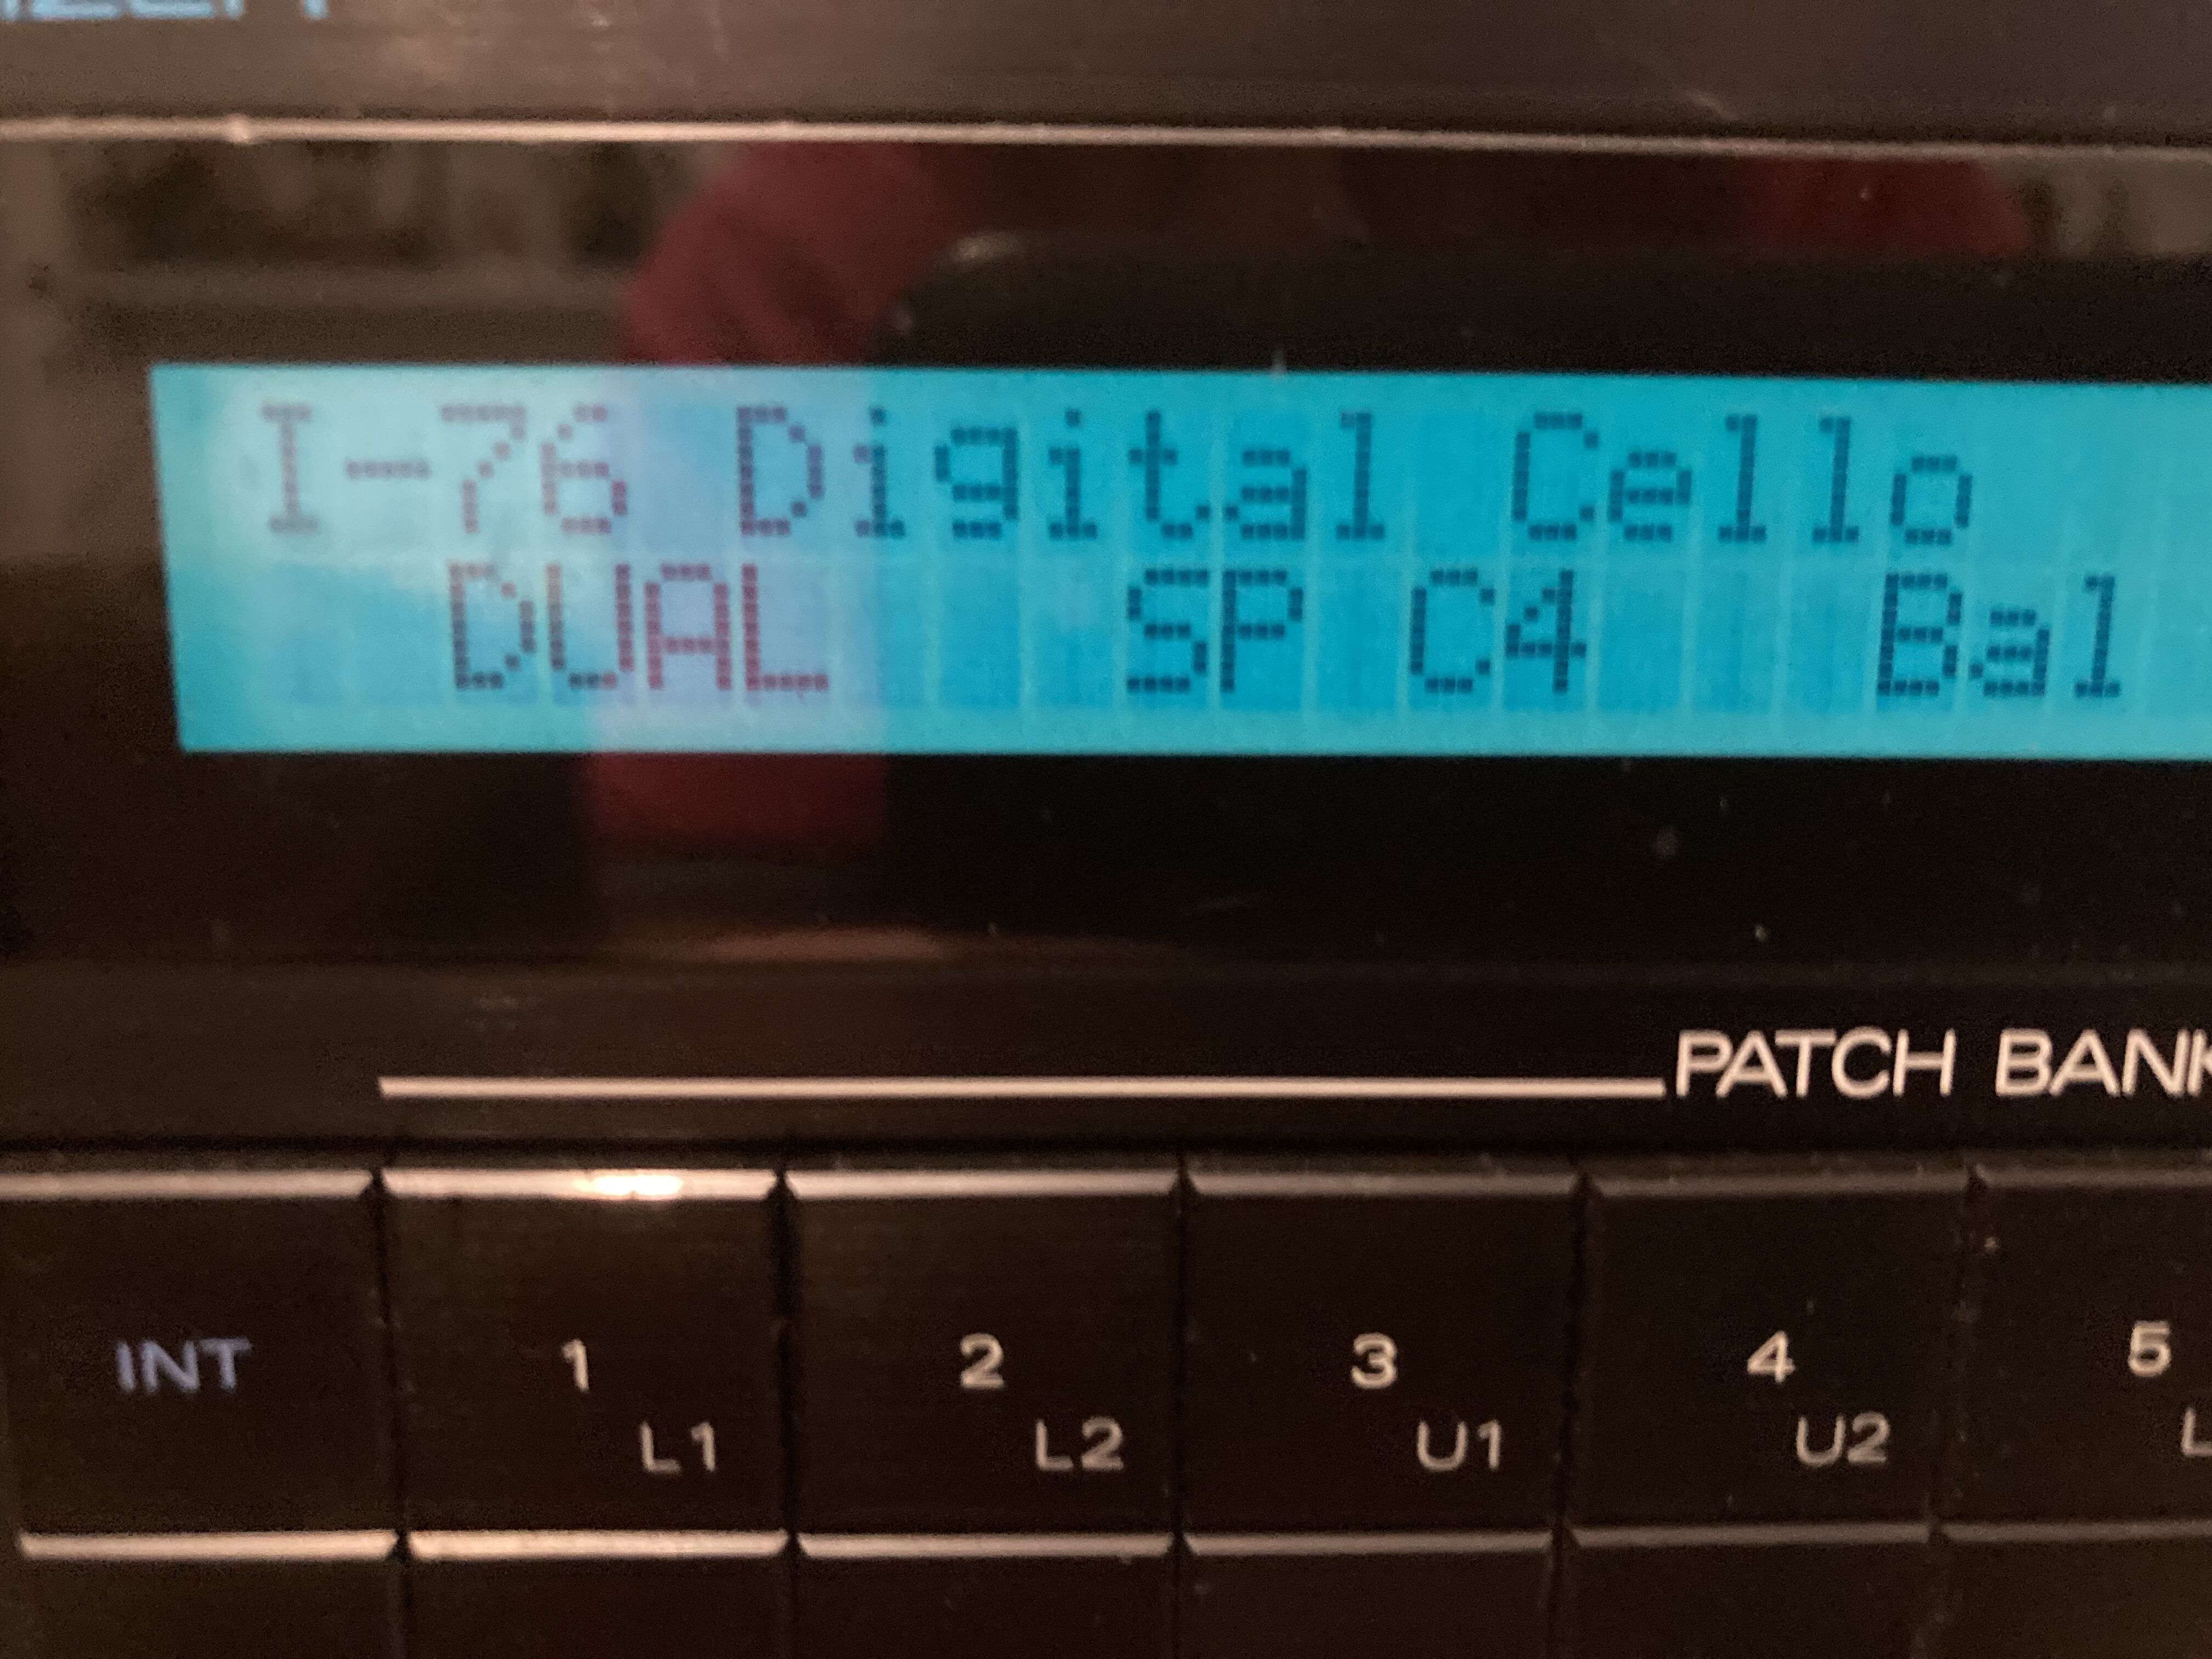 I-76 Digital Cello
DUAL SP C4 Bal
PATCH BANK
INT 1 2 3 4 5
L1 L2 U1 U2